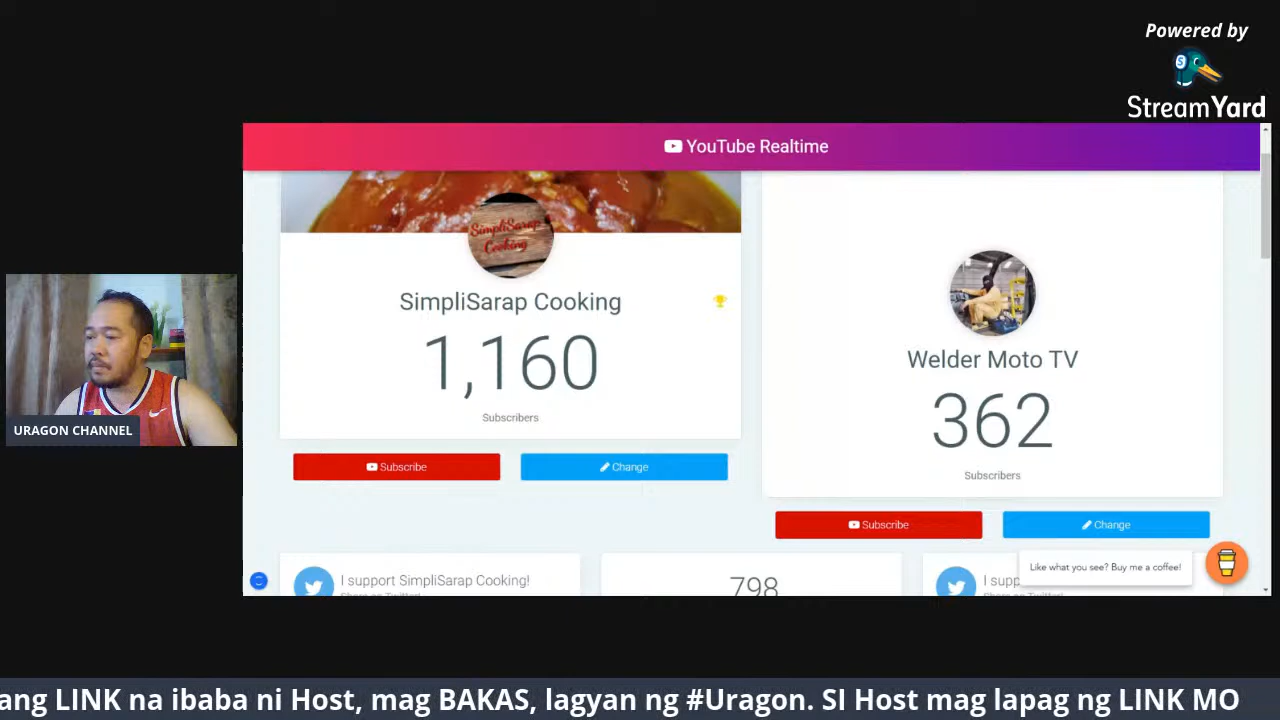 Powered by
StreamYard
YouTube Realtime
SimpliSarap
Cooking
SimpliSarap Cooking
1,160
Subscribers
Subscribe
Change
Welder Moto TV
362
Subscribers
Subscribe
Change
URAGON CHANNEL
I support SimpliSarap Cooking!
798
I supp
Like what you see? Buy me a coffee!
ang LINK na ibaba ni Host, mag BAKAS, lagyan ng #Uragon. SI Host mag lapag ng LINK MO